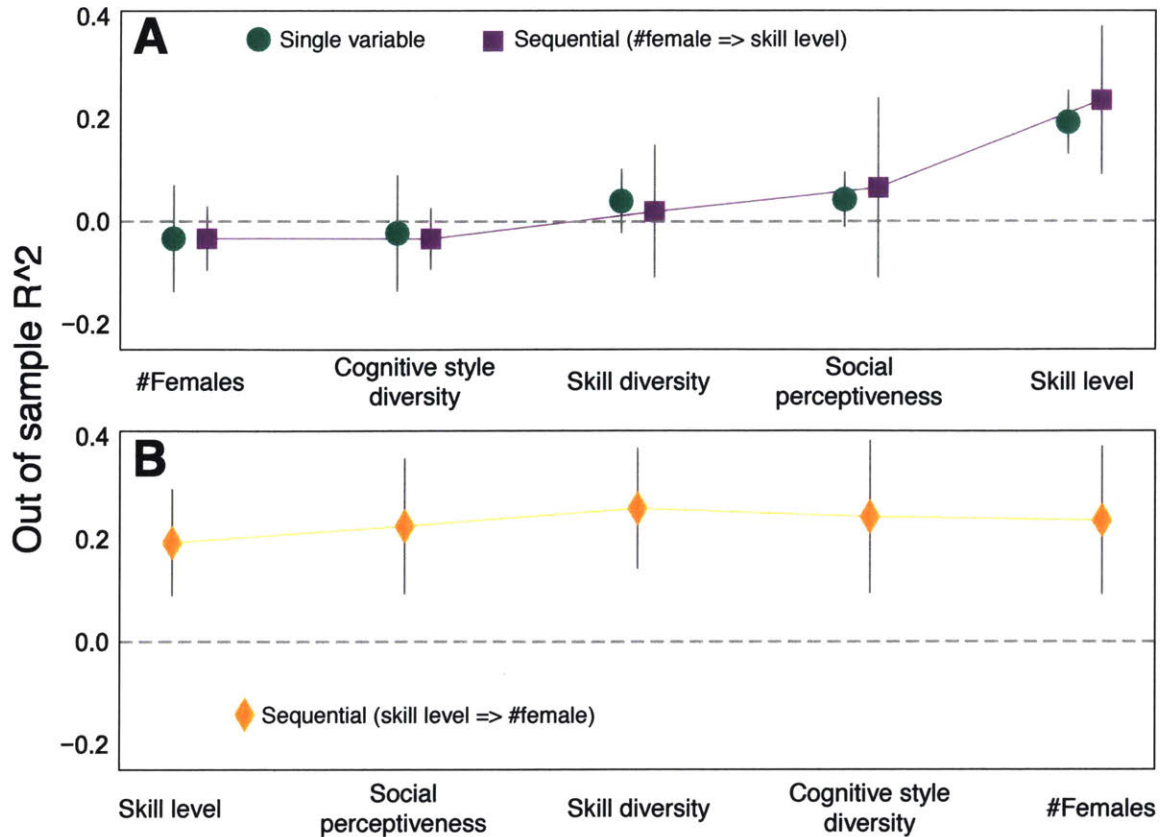 A
Single variable
Sequential (#female => skill level)
0.4
0.2
0.0
−0.2
#Females
Cognitive style
diversity
Skill diversity
Social
perceptiveness
Skill level
Out of sample R^2
B
0.4
0.2
0.0
−0.2
Sequential (skill level => #female)
Skill level
Social
perceptiveness
Skill diversity
Cognitive style
diversity
#Females